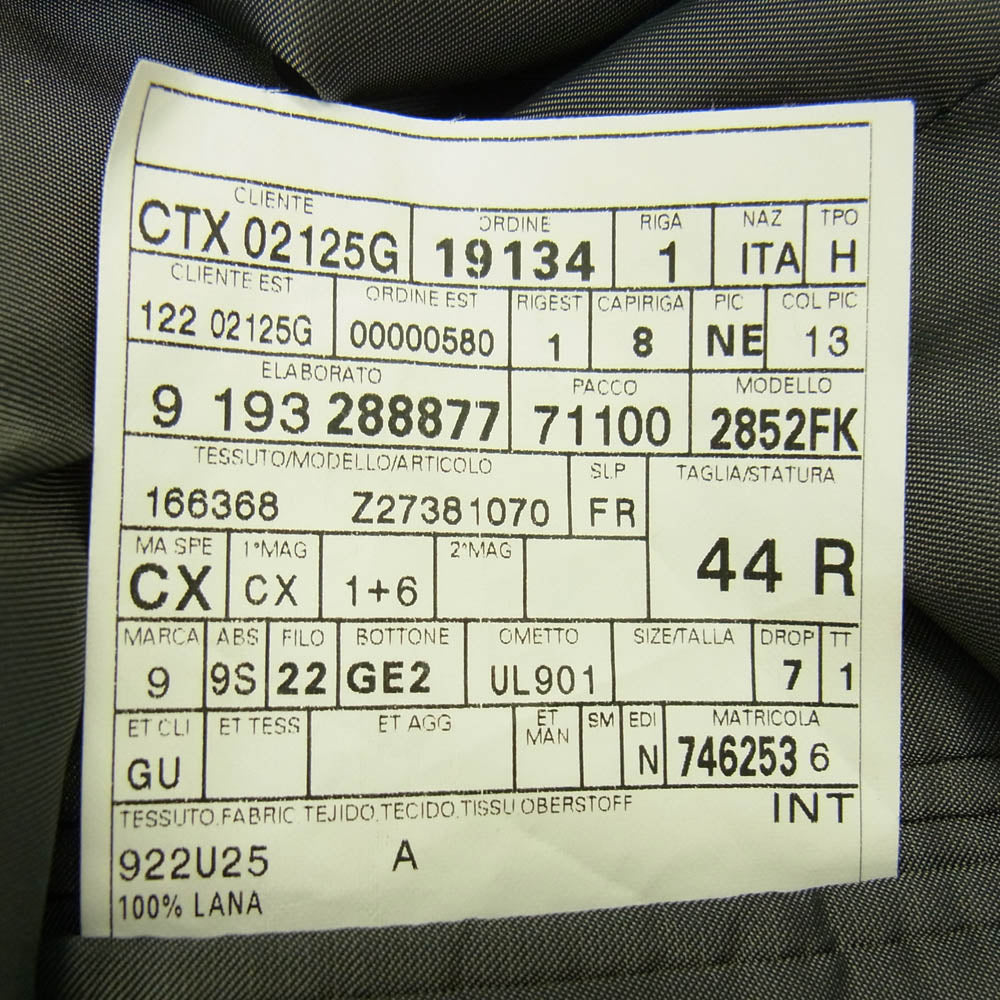 CLIENTE ORDINE RIGA NAZ TPO
CTX 02125G 19134 1 ITA H
CLIENTE EST ORDINE EST RIGEST CAPIRIGA PIC COL PIC
122 02125G 00000580 1 8 NE 13
ELABORATO PACCO MODELLO
9 193 288877 71100 2852FK
TESSUTO/MODELLO/ARTICOLO SLP TAGLIA/STATURA
166368 Z27381070 FR
44 R
MA SPE 1°MAG 2°MAG
CX CX 1+6
MARCA ABS FILO BOTTONE OMETTO SIZE/TALLA DROP TT
9 9S 22 GE2 UL901 7 1
ET CLI ET TESS ET AGG ET MAN SM EDI MATRICOLA
GU N 746253 6
TESSUTO.FABRIC.TEJIDO.TECIDO.TISSU OBERSTOFF INT
922U25 A
100% LANA